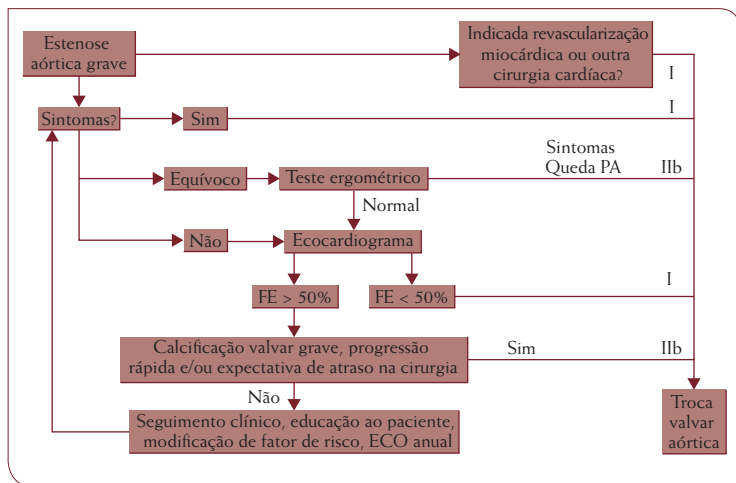 Estenose
aórtica grave
Indicada revascularização
miocárdica ou outra
cirurgia cardíaca?
I
Sintomas?
Sim
I
Equívoco
Teste ergométrico
Sintomas
Queda PA
IIb
Normal
Não
Ecocardiograma
FE > 50%
FE < 50%
I
Calcificação valvar grave, progressão
rápida e/ou expectativa de atraso na cirurgia
Sim
IIb
Não
Seguimento clínico, educação ao paciente,
modificação de fator de risco, ECO anual
Troca
valvar
aórtica